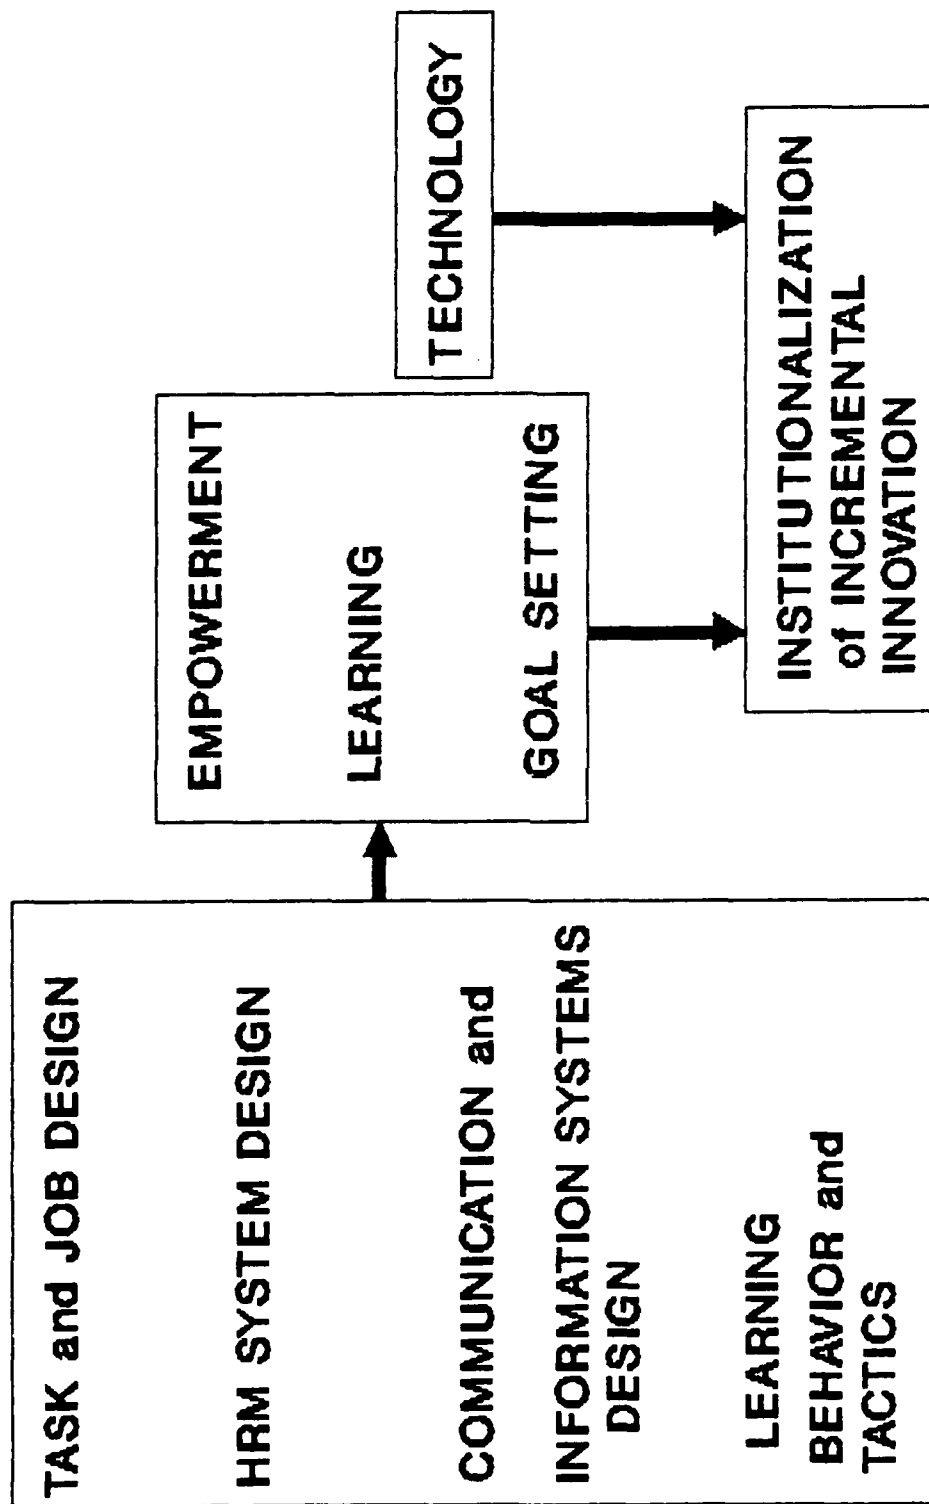 TASK and JOB DESIGN
HRM SYSTEM DESIGN
COMMUNICATION and
INFORMATION SYSTEMS
DESIGN
LEARNING
BEHAVIOR and
TACTICS
EMPOWERMENT
LEARNING
GOAL SETTING
TECHNOLOGY
INSTITUTIONALIZATION
of INCREMENTAL
INNOVATION